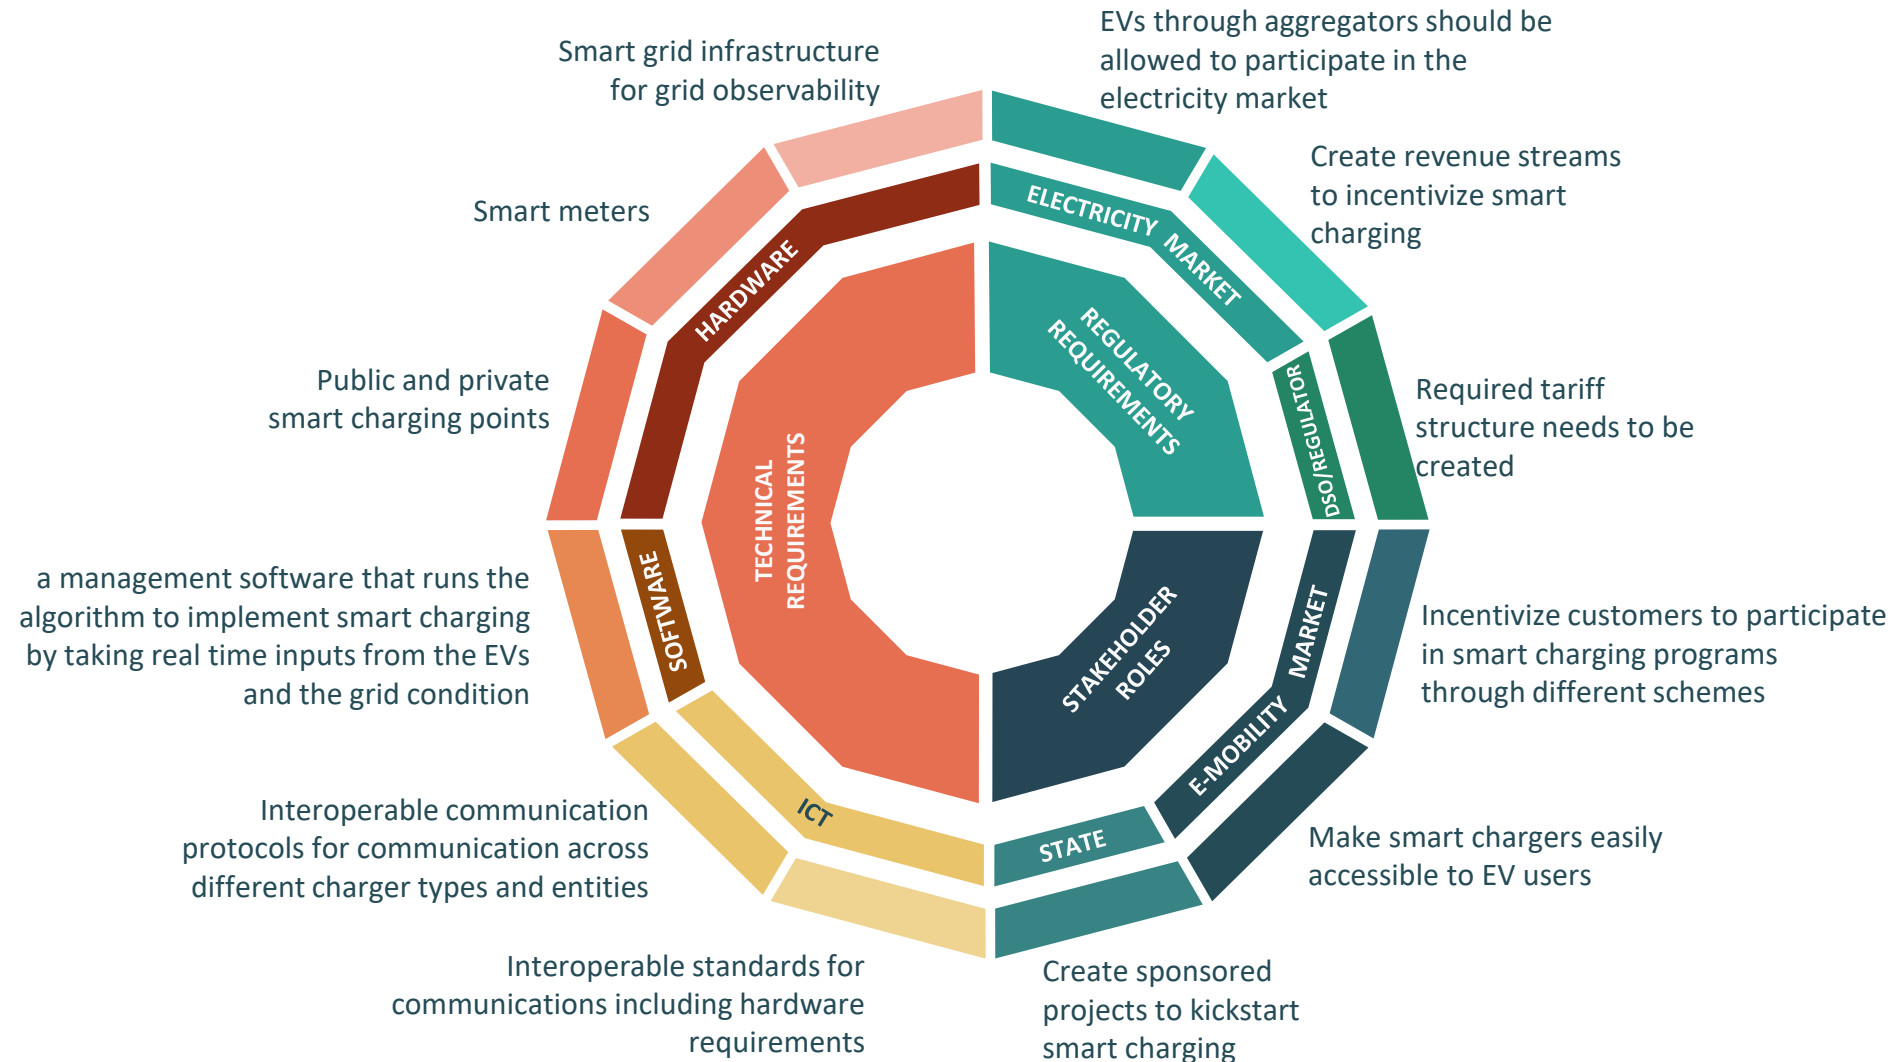 Smart grid infrastructure
for grid observability
EVs through aggregators should be
allowed to participate in the
electricity market
Smart meters
Create revenue streams
to incentivize smart
charging
Public and private
smart charging points
Required tariff
structure needs to be
created
a management software that runs the
algorithm to implement smart charging
by taking real time inputs from the EVs
and the grid condition
Incentivize customers to participate
in smart charging programs
through different schemes
Interoperable communication
protocols for communication across
different charger types and entities
Make smart chargers easily
accessible to EV users
Interoperable standards for
communications including hardware
requirements
Create sponsored
projects to kickstart
smart charging
HARDWARE
ELECTRICITY MARKET
DSO/REGULATOR
SOFTWARE
ICT
STATE
E-MOBILITY MARKET
TECHNICAL
REQUIREMENTS
REGULATORY
REQUIREMENTS
STAKEHOLDER
ROLES